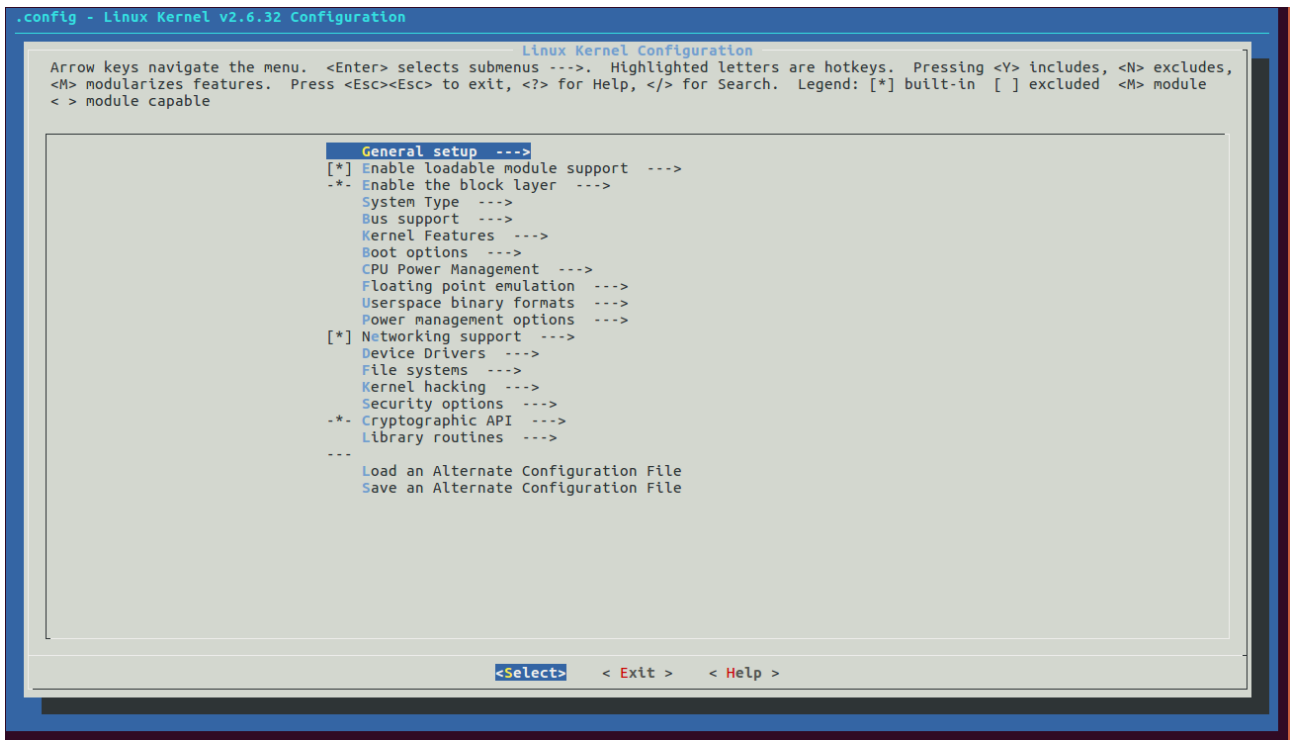 .config - Linux Kernel v2.6.32 Configuration
Linux Kernel Configuration
Arrow keys navigate the menu.  <Enter> selects submenus --->.  Highlighted letters are hotkeys.  Pressing <Y> includes, <N> excludes,
<M> modularizes features.  Press <Esc><Esc> to exit, <?> for Help, </> for Search.  Legend: [*] built-in  [ ] excluded  <M> module
< > module capable
General setup  --->
[*] Enable loadable module support  --->
-*- Enable the block layer  --->
System Type  --->
Bus support  --->
Kernel Features  --->
Boot options  --->
CPU Power Management  --->
Floating point emulation  --->
Userspace binary formats  --->
Power management options  --->
[*] Networking support  --->
Device Drivers  --->
File systems  --->
Kernel hacking  --->
Security options  --->
-*- Cryptographic API  --->
Library routines  --->
---
Load an Alternate Configuration File
Save an Alternate Configuration File
<Select>    < Exit >    < Help >